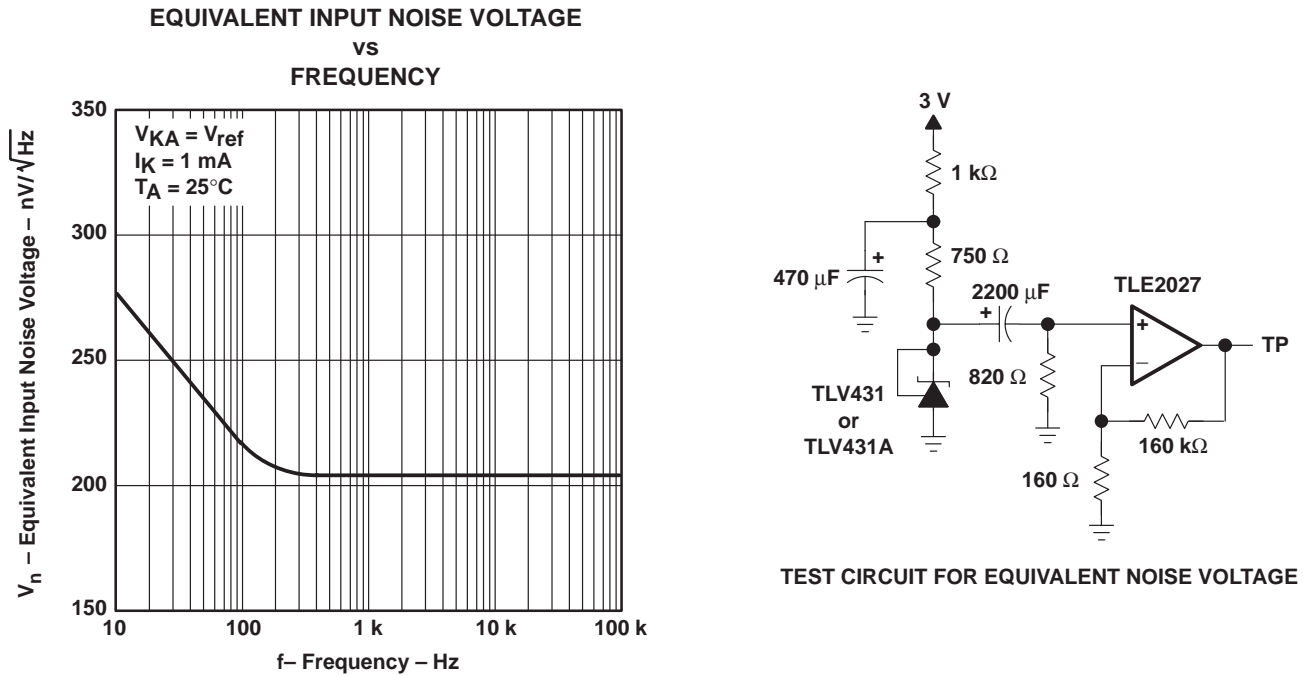 EQUIVALENT INPUT NOISE VOLTAGE
vs
FREQUENCY
V_n – Equivalent Input Noise Voltage – nV/√Hz
350
300
250
200
150
V_KA = V_ref
I_K = 1 mA
T_A = 25°C
10
100
1 k
10 k
100 k
f– Frequency – Hz
3 V
1 kΩ
750 Ω
470 µF
+
2200 µF
+
TLE2027
+
–
TP
820 Ω
TLV431
or
TLV431A
160 kΩ
160 Ω
TEST CIRCUIT FOR EQUIVALENT NOISE VOLTAGE